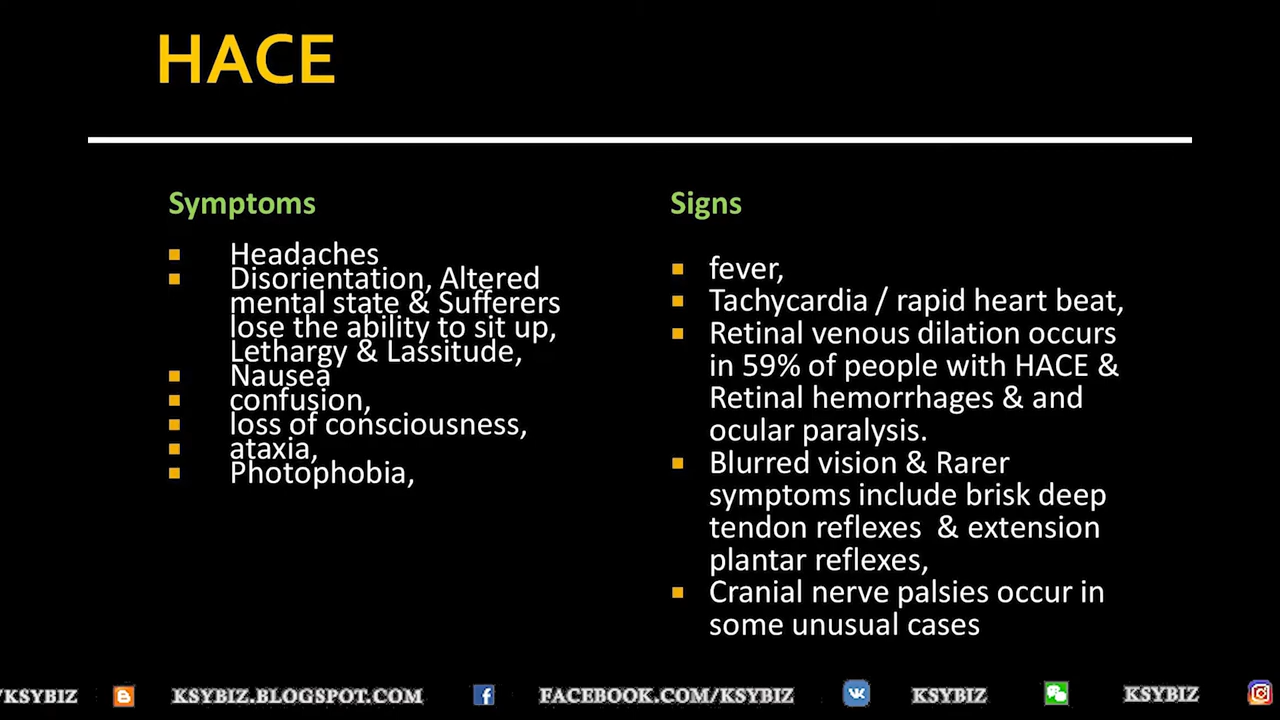 HACE
Symptoms
Headaches
Disorientation, Altered
mental state & Sufferers
lose the ability to sit up,
Lethargy & Lassitude,
Nausea
confusion,
loss of consciousness,
ataxia,
Photophobia,
Signs
fever,
Tachycardia / rapid heart beat,
Retinal venous dilation occurs
in 59% of people with HACE &
Retinal hemorrhages & and
ocular paralysis.
Blurred vision & Rarer
symptoms include brisk deep
tendon reflexes & extension
plantar reflexes,
Cranial nerve palsies occur in
some unusual cases
/KSYBIZ KSYBIZ.BLOGSPOT.COM FACEBOOK.COM/KSYBIZ KSYBIZ KSYBIZ